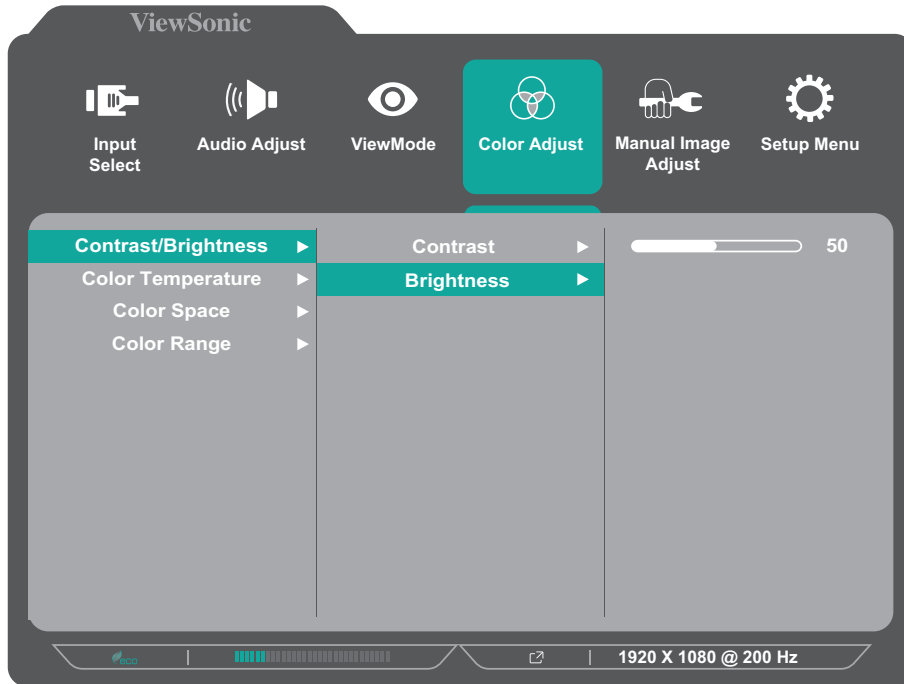 ViewSonic
Input Select
Audio Adjust
ViewMode
Color Adjust
Manual Image Adjust
Setup Menu
Contrast/Brightness
Contrast
50
Color Temperature
Brightness
Color Space
Color Range
eco
1920 X 1080 @ 200 Hz